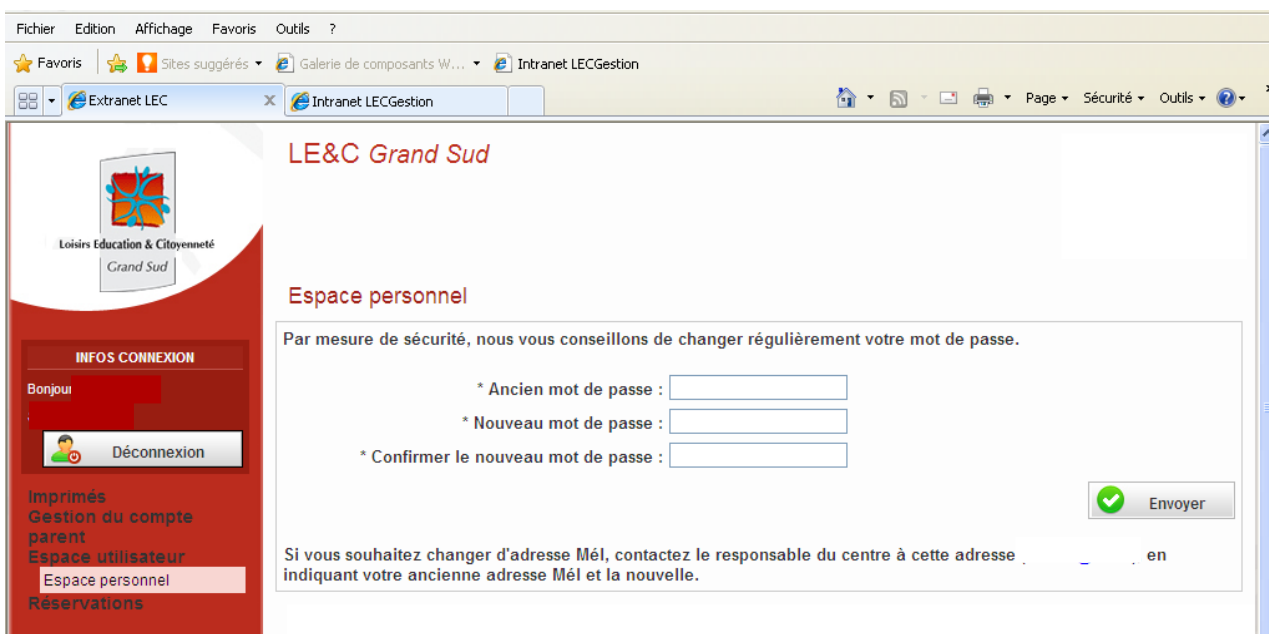 Fichier Edition Affichage Favoris Outils ?
Favoris Sites suggérés Galerie de composants W... Intranet LECGestion
Extranet LEC X Intranet LECGestion Page Sécurité Outils
LE&C Grand Sud
Loisirs Education & Citoyenneté
Grand Sud
Espace personnel
Par mesure de sécurité, nous vous conseillons de changer régulièrement votre mot de passe.
INFOS CONNEXION
Bonjour
* Ancien mot de passe :
* Nouveau mot de passe :
* Confirmer le nouveau mot de passe :
Déconnexion
Envoyer
Imprimés
Gestion du compte
parent
Espace utilisateur
Espace personnel
Réservations
Si vous souhaitez changer d'adresse Mél, contactez le responsable du centre à cette adresse en
indiquant votre ancienne adresse Mél et la nouvelle.